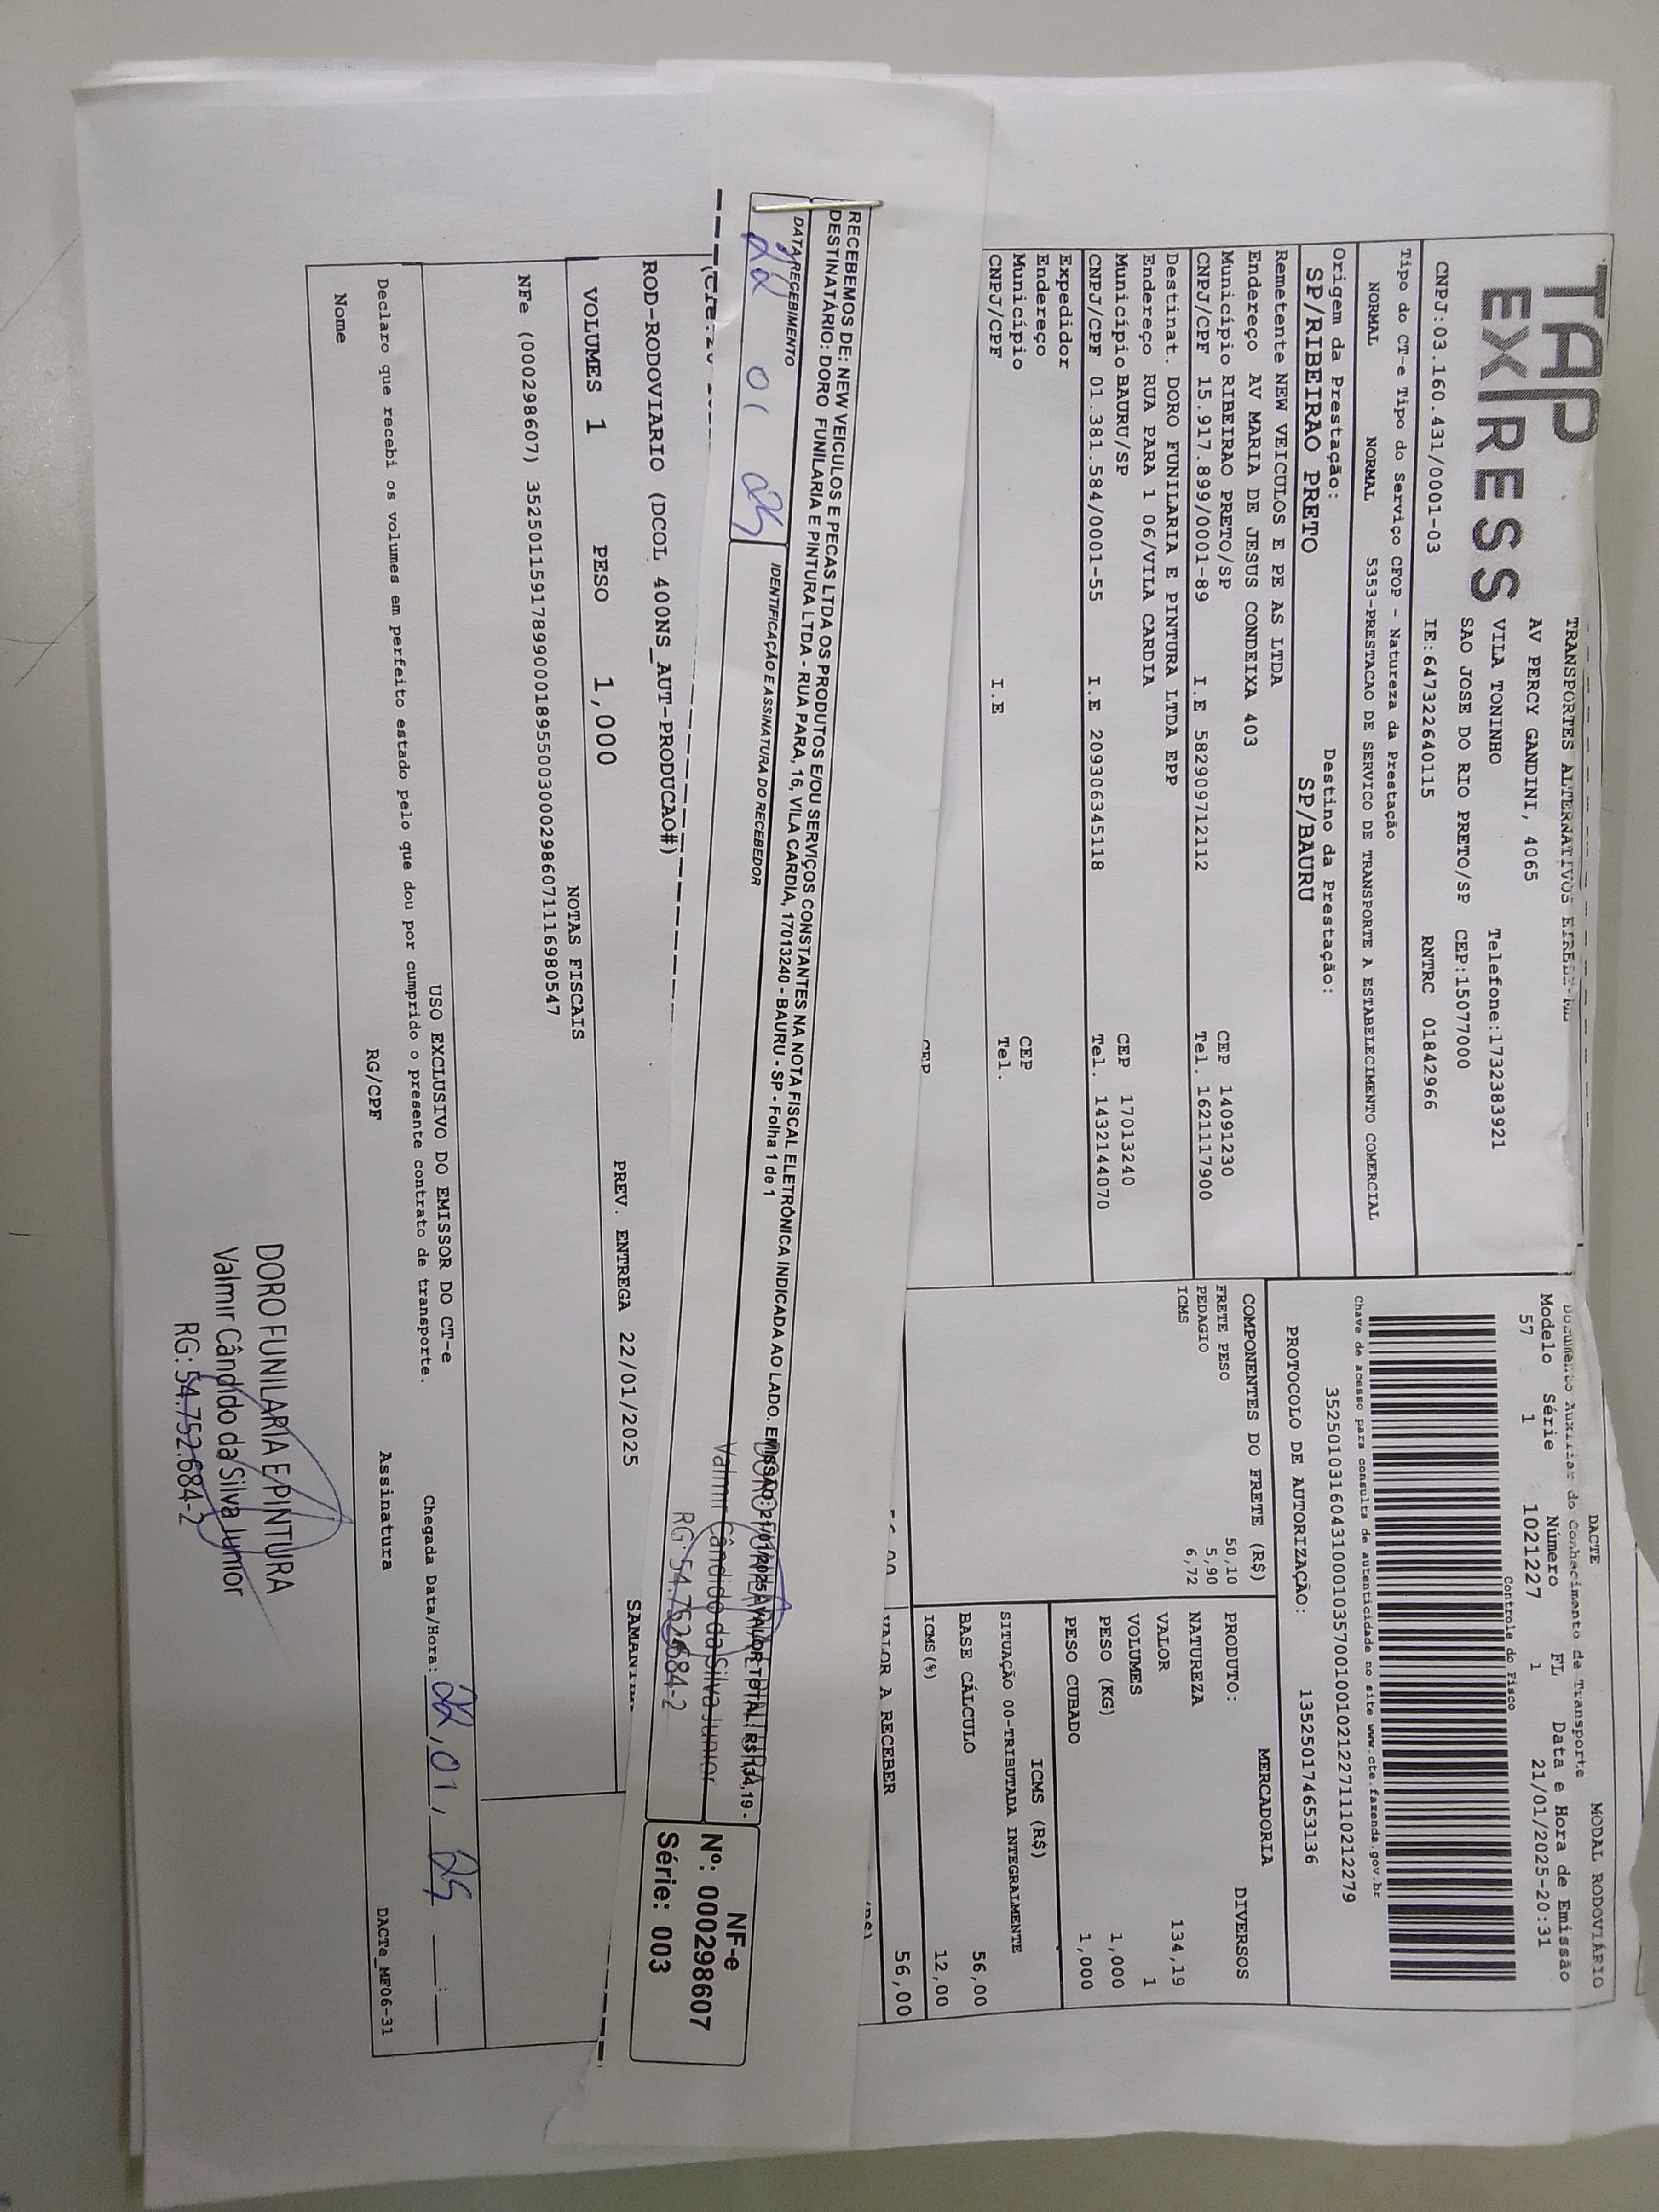 TAP
EXPRESS
TRANSPORTES ALTERNATIVOS EIRELI-ME
AV PERCY GANDINI, 4065
VILA TONINHO Telefone:1732383921
SAO JOSE DO RIO PRETO/SP CEP:15077000
CNPJ:03.160.431/0001-03 IE:647322640115 RNTRC 01842966
Tipo do CT-e Tipo do Serviço CFOP - Natureza da Prestação
NORMAL NORMAL 5353-PRESTACAO DE SERVICO DE TRANSPORTE A ESTABELECIMENTO COMERCIAL
Origem da Prestação: Destino da Prestação:
SP/RIBEIRAO PRETO SP/BAURU
Remetente NEW VEICULOS E PE AS LTDA
Endereço AV MARIA DE JESUS CONDEIXA 403
Município RIBEIRAO PRETO/SP CEP 14091230
CNPJ/CPF 15.917.899/0001-89 I.E 582909712112 Tel. 1621117900
Destinat. DORO FUNILARIA E PINTURA LTDA EPP
Endereço RUA PARA 1 06/VILA CARDIA
Município BAURU/SP CEP 17013240
CNPJ/CPF 01.381.584/0001-55 I.E 209306345118 Tel. 1432144070
Expedidor
Endereço
Município CEP
CNPJ/CPF I.E Tel.
CEP
DACTE MODAL RODOVIÁRIO
Documento Auxiliar do Conhecimento de Transporte
Modelo Série Número FL Data e Hora de Emissão
57 1 1021227 1 21/01/2025-20:31
Controle do Fisco
Chave de acesso para consulta de autenticidade no site www.cte.fazenda.gov.br
35250103160431000103570010010212271110212279
PROTOCOLO DE AUTORIZAÇÃO: 135250174653136
COMPONENTES DO FRETE (R$)
FRETE PESO 50,10
PEDAGIO 5,90
ICMS 6,72
MERCADORIA
PRODUTO: DIVERSOS
NATUREZA
VALOR 134,19
VOLUMES 1
PESO (KG) 1,000
PESO CUBADO 1,000
ICMS (R$)
SITUAÇÃO 00-TRIBUTADA INTEGRALMENTE
BASE CÁLCULO 56,00
ICMS(%) 12,00
VALOR A RECEBER 56,00
RECEBEMOS DE: NEW VEICULOS E PECAS LTDA OS PRODUTOS E/OU SERVIÇOS CONSTANTES NA NOTA FISCAL ELETRÔNICA INDICADA AO LADO. EMISSÃO: 21/01/2025 VALOR TOTAL: R$ 134,19 -
DESTINATÁRIO: DORO FUNILARIA E PINTURA LTDA - RUA PARA, 16, VILA CARDIA, 17013240 - BAURU - SP - Folha 1 de 1
DATA RECEBIMENTO IDENTIFICAÇÃO E ASSINATURA DO RECEBEDOR
22 01 25
Valmir Cândido da Silva Junior
RG: 54.752.684-2
NF-e
Nº: 000298607
Série: 003
ROD-RODOVIARIO (DCOL 400NS_AUT-PRODUCAO#)
PREV. ENTREGA 22/01/2025
VOLUMES 1 PESO 1,000
NOTAS FISCAIS
NFe (000298607) 35250115917899000189550030002986071116980547
USO EXCLUSIVO DO EMISSOR DO CT-e
Declaro que recebi os volumes em perfeito estado pelo que dou por cumprido o presente contrato de transporte.
Chegada Data/Hora: 22/01/25 __:__
Nome RG/CPF Assinatura DACTe_MF06-31
DORO FUNILARIA E PINTURA
Valmir Cândido da Silva Junior
RG: 54.752.684-2